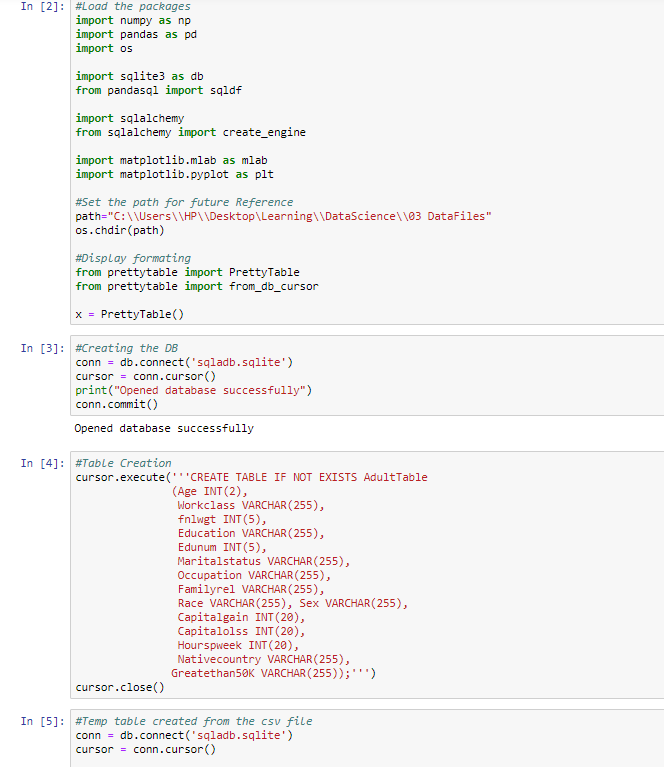 In [2]: #Load the packages
import numpy as np
import pandas as pd
import os
import sqlite3 as db
from pandasql import sqldf
import sqlalchemy
from sqlalchemy import create_engine
import matplotlib.mlab as mlab
import matplotlib.pyplot as plt
#Set the path for future Reference
path="C:\\Users\\HP\\Desktop\Learning\\DataScience\\03 DataFiles"
os.chdir(path)
#Display formating
from prettytable import PrettyTable
from prettytable import from_db_cursor
x = PrettyTable()
In [3]: #Creating the DB
conn = db.connect('sqladb.sqlite')
cursor = conn.cursor()
print("Opened database successfully")
conn.commit()
Opened database successfully
In [4]: #Table Creation
cursor.execute('''CREATE TABLE IF NOT EXISTS AdultTable
(Age INT(2),
Workclass VARCHAR(255),
fnlwgt INT(5),
Education VARCHAR(255),
Edunum INT(5),
Maritalstatus VARCHAR(255),
Occupation VARCHAR(255),
Familyrel VARCHAR(255),
Race VARCHAR(255), Sex VARCHAR(255),
Capitalgain INT(20),
Capitalolss INT(20),
Hourspweek INT(20),
Nativecountry VARCHAR(255),
Greatethan50K VARCHAR(255));''')
cursor.close()
In [5]: #Temp table created from the csv file
conn = db.connect('sqladb.sqlite')
cursor = conn.cursor()